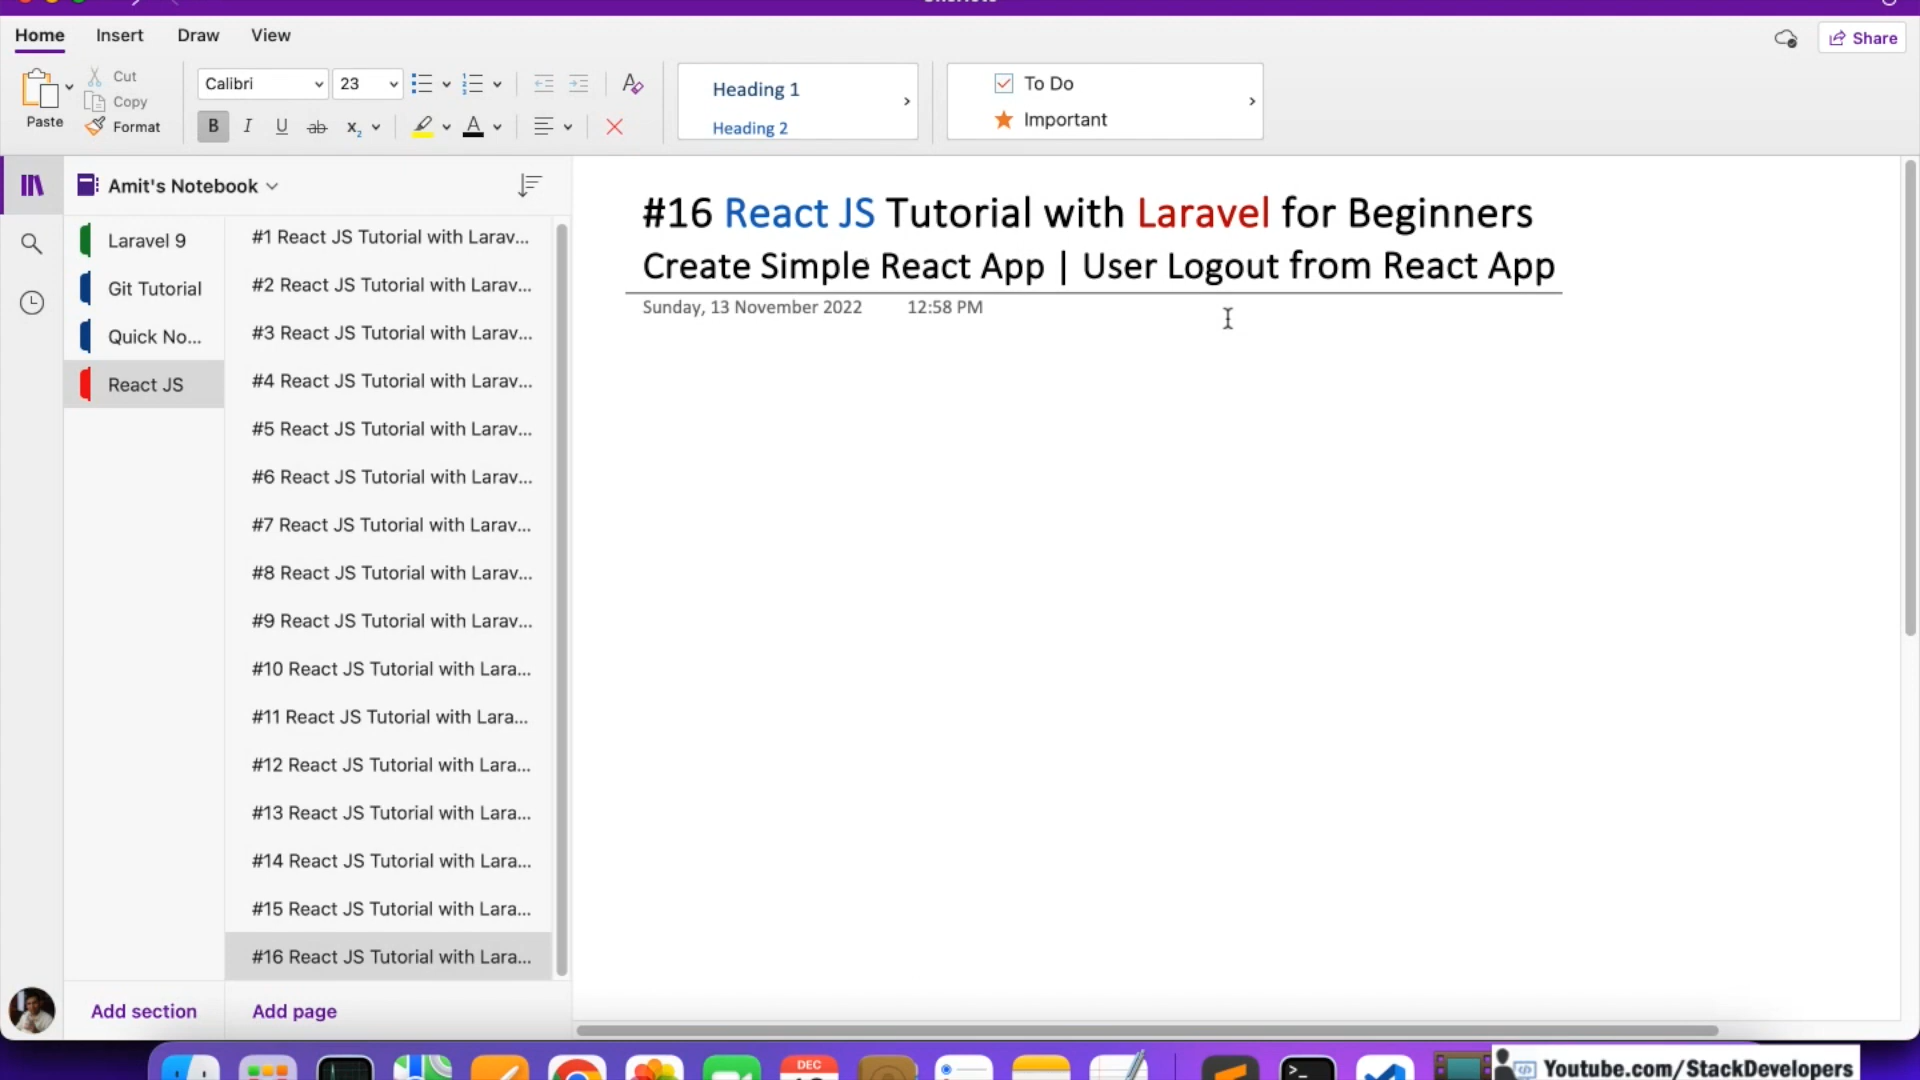 Home Insert Draw View
Share
Paste
Cut
Copy
Format
Calibri 23
B I U ab x₂ A
Heading 1
Heading 2
To Do
Important
Amit's Notebook
Laravel 9
Git Tutorial
Quick No...
React JS
#1 React JS Tutorial with Larav...
#2 React JS Tutorial with Larav...
#3 React JS Tutorial with Larav...
#4 React JS Tutorial with Larav...
#5 React JS Tutorial with Larav...
#6 React JS Tutorial with Larav...
#7 React JS Tutorial with Larav...
#8 React JS Tutorial with Larav...
#9 React JS Tutorial with Larav...
#10 React JS Tutorial with Lara...
#11 React JS Tutorial with Lara...
#12 React JS Tutorial with Lara...
#13 React JS Tutorial with Lara...
#14 React JS Tutorial with Lara...
#15 React JS Tutorial with Lara...
#16 React JS Tutorial with Lara...
Add section
Add page
#16 React JS Tutorial with Laravel for Beginners
Create Simple React App | User Logout from React App
Sunday, 13 November 2022 12:58 PM
DEC
Youtube.com/StackDevelopers